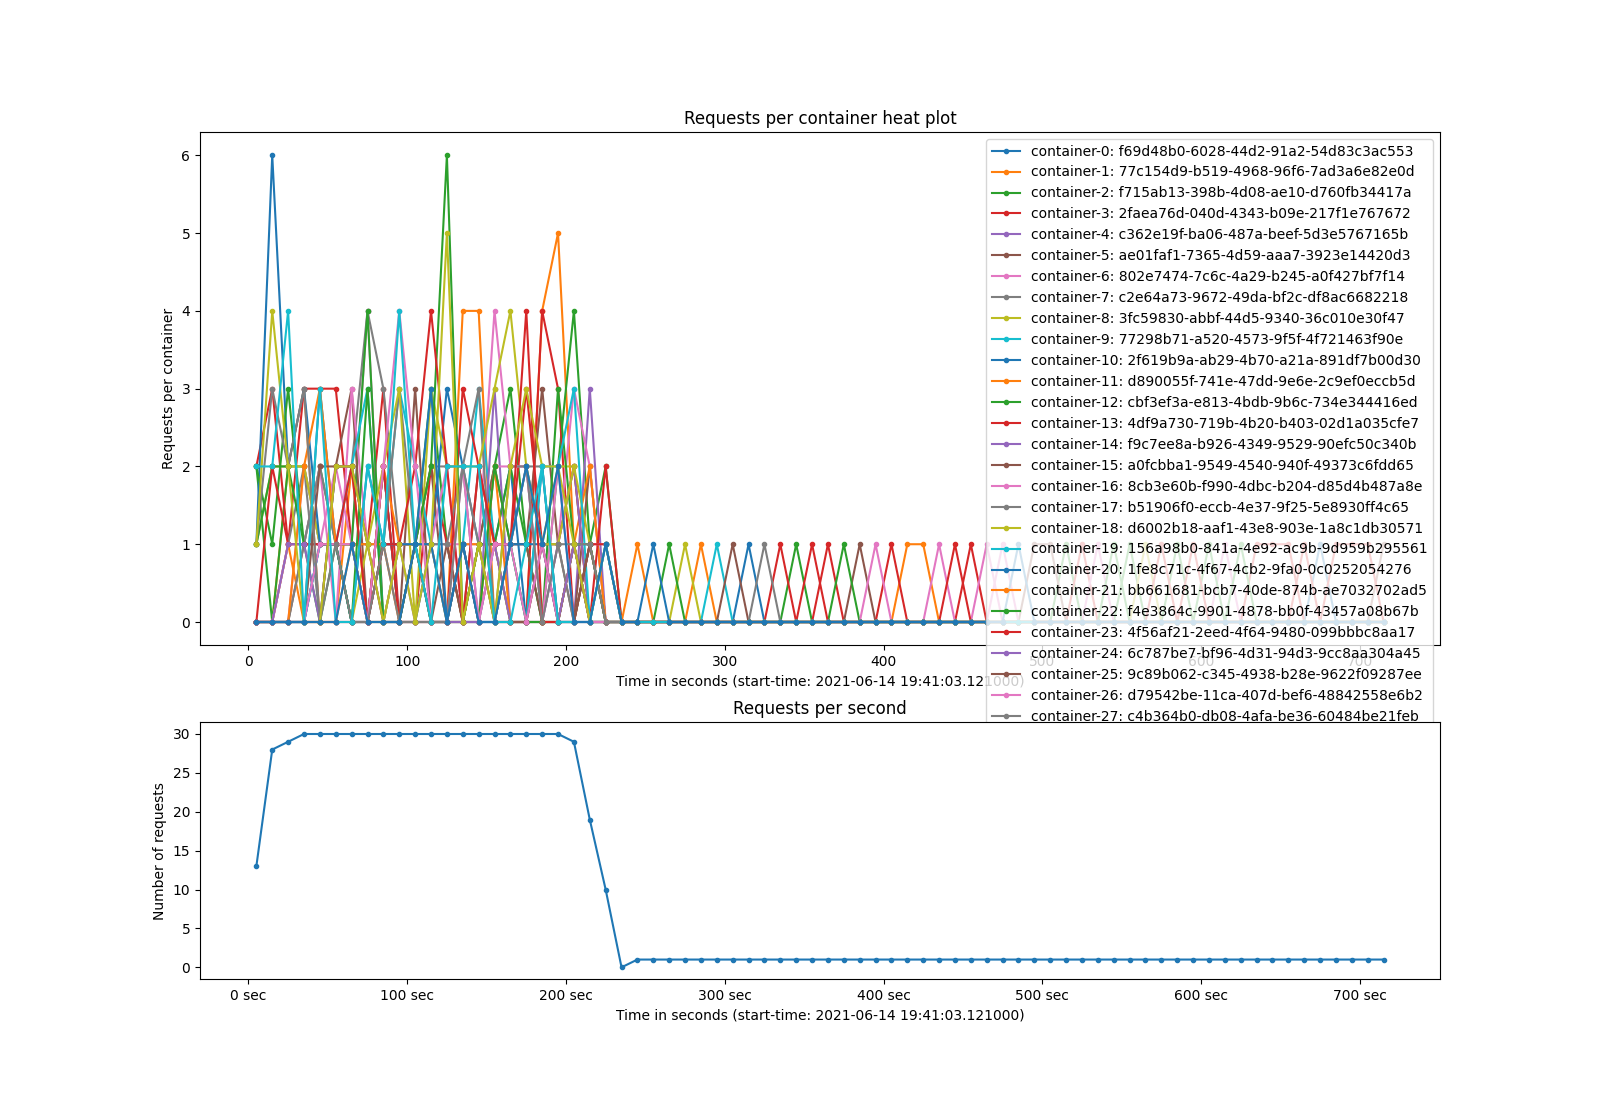 Requests per container heat plot
Requests per container
6
5
4
3
2
1
0
container-0: f69d48b0-6028-44d2-91a2-54d83c3ac553
container-1: 77c154d9-b519-4968-96f6-7ad3a6e82e0d
container-2: f715ab13-398b-4d08-ae10-d760fb34417a
container-3: 2faea76d-040d-4343-b09e-217f1e767672
container-4: c362e19f-ba06-487a-beef-5d3e5767165b
container-5: ae01faf1-7365-4d59-aaa7-3923e14420d3
container-6: 802e7474-7c6c-4a29-b245-a0f427bf7f14
container-7: c2e64a73-9672-49da-bf2c-df8ac6682218
container-8: 3fc59830-abbf-44d5-9340-36c010e30f47
container-9: 77298b71-a520-4573-9f5f-4f721463f90e
container-10: 2f619b9a-ab29-4b70-a21a-891df7b00d30
container-11: d890055f-741e-47dd-9e6e-2c9ef0eccb5d
container-12: cbf3ef3a-e813-4bdb-9b6c-734e344416ed
container-13: 4df9a730-719b-4b20-b403-02d1a035cfe7
container-14: f9c7ee8a-b926-4349-9529-90efc50c340b
container-15: a0fcbba1-9549-4540-940f-49373c6fdd65
container-16: 8cb3e60b-f990-4dbc-b204-d85d4b487a8e
container-17: b51906f0-eccb-4e37-9f25-5e8930ff4c65
container-18: d6002b18-aaf1-43e8-903e-1a8c1db30571
container-19: 156a98b0-841a-4e92-ac9b-9d959b295561
container-20: 1fe8c71c-4f67-4cb2-9fa0-0c0252054276
container-21: bb661681-bcb7-40de-874b-ae7032702ad5
container-22: f4e3864c-9901-4878-bb0f-43457a08b67b
container-23: 4f56af21-2eed-4f64-9480-099bbbc8aa17
container-24: 6c787be7-bf96-4d31-94d3-9cc8aa304a45
container-25: 9c89b062-c345-4938-b28e-9622f09287ee
container-26: d79542be-11ca-407d-bef6-48842558e6b2
container-27: c4b364b0-db08-4afa-be36-60484be21feb
0 100 200 300 400 500 600 700
Time in seconds (start-time: 2021-06-14 19:41:03.121000)
Requests per second
Number of requests
30
25
20
15
10
5
0
0 sec 100 sec 200 sec 300 sec 400 sec 500 sec 600 sec 700 sec
Time in seconds (start-time: 2021-06-14 19:41:03.121000)